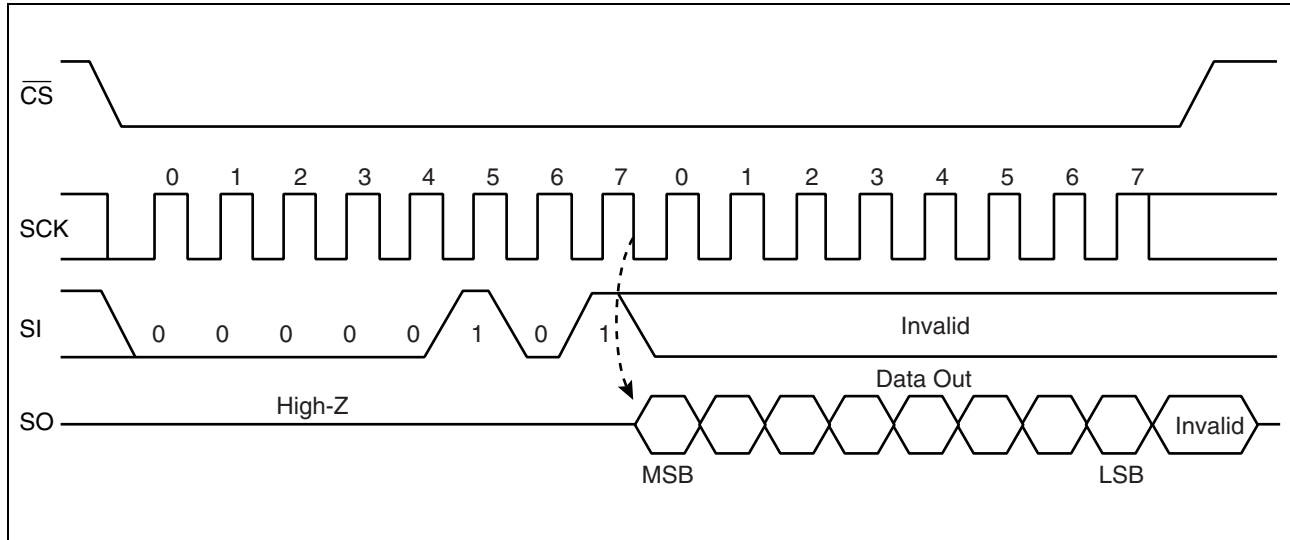 CS
0 1 2 3 4 5 6 7 0 1 2 3 4 5 6 7
SCK
SI
0 0 0 0 0 1 0 1
Invalid
Data Out
High-Z
SO
Invalid
MSB
LSB